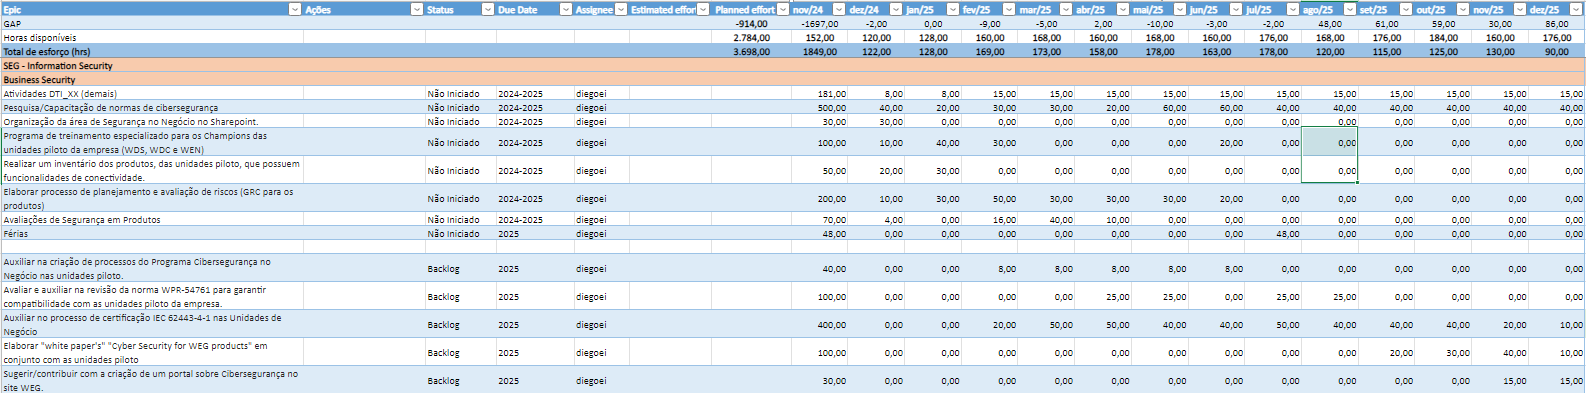 Epic Ações Status Due Date Assignee Estimated effor Planned effort nov/24 dez/24 jan/25 fev/25 mar/25 abr/25 mai/25 jun/25 jul/25 ago/25 set/25 out/25 nov/25 dez/25
GAP -914,00 -1697,00 -2,00 0,00 -9,00 -5,00 2,00 -10,00 -3,00 -2,00 48,00 61,00 59,00 30,00 86,00
Horas disponíveis 2.784,00 152,00 120,00 128,00 160,00 168,00 160,00 168,00 160,00 176,00 168,00 176,00 184,00 160,00 176,00
Total de esforço (hrs) 3.698,00 1849,00 122,00 128,00 169,00 173,00 158,00 178,00 163,00 178,00 120,00 115,00 125,00 130,00 90,00
SEG - Information Security
Business Security
Atividades DTI_XX (demais) Não Iniciado 2024-2025 diegoei 181,00 8,00 8,00 15,00 15,00 15,00 15,00 15,00 15,00 15,00 15,00 15,00 15,00 15,00
Pesquisa/Capacitação de normas de cibersegurança Não Iniciado 2024-2025 diegoei 500,00 40,00 20,00 30,00 30,00 20,00 60,00 60,00 40,00 40,00 40,00 40,00 40,00 40,00
Organização da área de Segurança no Negócio no Sharepoint. Não Iniciado 2024-2025 diegoei 30,00 30,00 0,00 0,00 0,00 0,00 0,00 0,00 0,00 0,00 0,00 0,00 0,00 0,00
Programa de treinamento especializado para os Champions das
unidades piloto da empresa (WDS, WDC e WEN) Não Iniciado 2024-2025 diegoei 100,00 10,00 40,00 30,00 0,00 0,00 0,00 20,00 0,00 0,00 0,00 0,00 0,00 0,00
Realizar um inventário dos produtos, das unidades piloto, que possuem
funcionalidades de conectividade. Não Iniciado 2024-2025 diegoei 50,00 20,00 30,00 0,00 0,00 0,00 0,00 0,00 0,00 0,00 0,00 0,00 0,00 0,00
Elaborar processo de planejamento e avaliação de riscos (GRC para os
produtos) Não Iniciado 2024-2025 diegoei 200,00 10,00 30,00 50,00 30,00 30,00 30,00 20,00 0,00 0,00 0,00 0,00 0,00 0,00
Avaliações de Segurança em Produtos Não Iniciado 2024-2025 diegoei 70,00 4,00 0,00 16,00 40,00 10,00 0,00 0,00 0,00 0,00 0,00 0,00 0,00 0,00
Férias Não Iniciado 2025 diegoei 48,00 0,00 0,00 0,00 0,00 0,00 0,00 0,00 48,00 0,00 0,00 0,00 0,00 0,00
Auxiliar na criação de processos do Programa Cibersegurança no
Negócio nas unidades piloto. Backlog 2025 diegoei 40,00 0,00 0,00 8,00 8,00 8,00 8,00 8,00 0,00 0,00 0,00 0,00 0,00 0,00
Avaliar e auxiliar na revisão da norma WPR-54761 para garantir
compatibilidade com as unidades piloto da empresa. Backlog 2025 diegoei 100,00 0,00 0,00 0,00 0,00 25,00 25,00 0,00 25,00 25,00 0,00 0,00 0,00 0,00
Auxiliar no processo de certificação IEC 62443-4-1 nas Unidades de
Negócio Backlog 2025 diegoei 400,00 0,00 0,00 20,00 50,00 50,00 40,00 40,00 50,00 40,00 40,00 40,00 20,00 10,00
Elaborar "white paper's" "Cyber Security for WEG products" em
conjunto com as unidades piloto Backlog 2025 diegoei 100,00 0,00 0,00 0,00 0,00 0,00 0,00 0,00 0,00 0,00 20,00 30,00 40,00 10,00
Sugerir/contribuir com a criação de um portal sobre Cibersegurança no
site WEG. Backlog 2025 diegoei 30,00 0,00 0,00 0,00 0,00 0,00 0,00 0,00 0,00 0,00 0,00 0,00 15,00 15,00